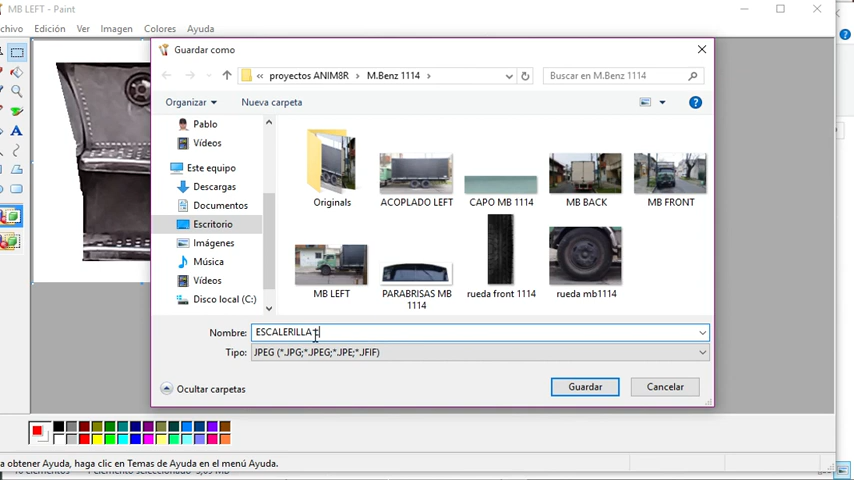 MB LEFT - Paint
chivo Edición Ver Imagen Colores Ayuda
Guardar como
« proyectos ANIM8R › M.Benz 1114 ›
Buscar en M.Benz 1114
Organizar
Nueva carpeta
Pablo
Vídeos
Este equipo
Descargas
Documentos
Escritorio
Imágenes
Música
Vídeos
Disco local (C:)
Originals
ACOPLADO LEFT
CAPO MB 1114
MB BACK
MB FRONT
MB LEFT
PARABRISAS MB
1114
rueda front 1114
rueda mb1114
Nombre: ESCALERILLA
Tipo: JPEG (*.JPG;*.JPEG;*.JPE;*.JFIF)
Ocultar carpetas
Guardar
Cancelar
a obtener Ayuda, haga clic en Temas de Ayuda en el menú Ayuda.